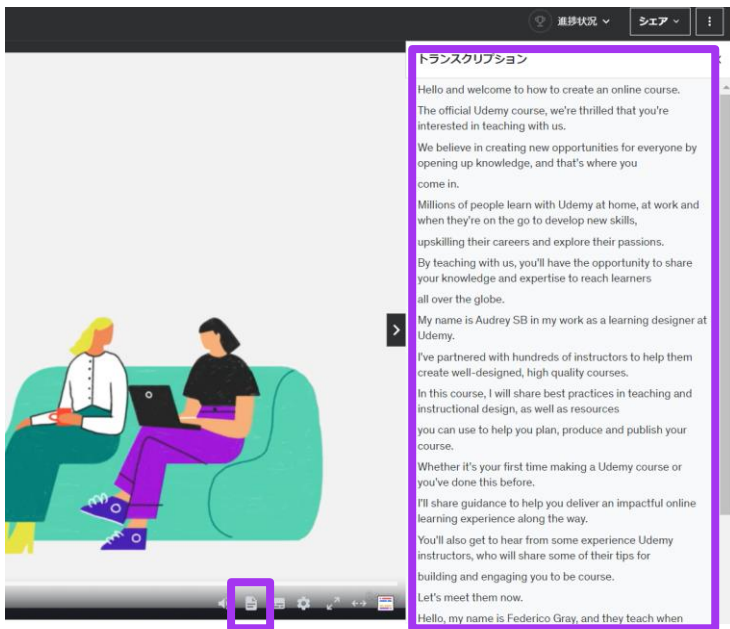 進捗状況
シェア
トランスクリプション
Hello and welcome to how to create an online course.
The official Udemy course, we're thrilled that you're
interested in teaching with us.
We believe in creating new opportunities for everyone by
opening up knowledge, and that's where you
come in.
Millions of people learn with Udemy at home, at work and
when they're on the go to develop new skills,
upskilling their careers and explore their passions.
By teaching with us, you'll have the opportunity to share
your knowledge and expertise to reach learners
all over the globe.
My name is Audrey SB in my work as a learning designer at
Udemy.
I've partnered with hundreds of instructors to help them
create well-designed, high quality courses.
In this course, I will share best practices in teaching and
instructional design, as well as resources
you can use to help you plan, produce and publish your
course.
Whether it's your first time making a Udemy course or
you've done this before.
I'll share guidance to help you deliver an impactful online
learning experience along the way.
You'll also get to hear from some experience Udemy
instructors, who will share some of their tips for
building and engaging you to be course.
Let's meet them now.
Hello, my name is Federico Gray, and they teach when